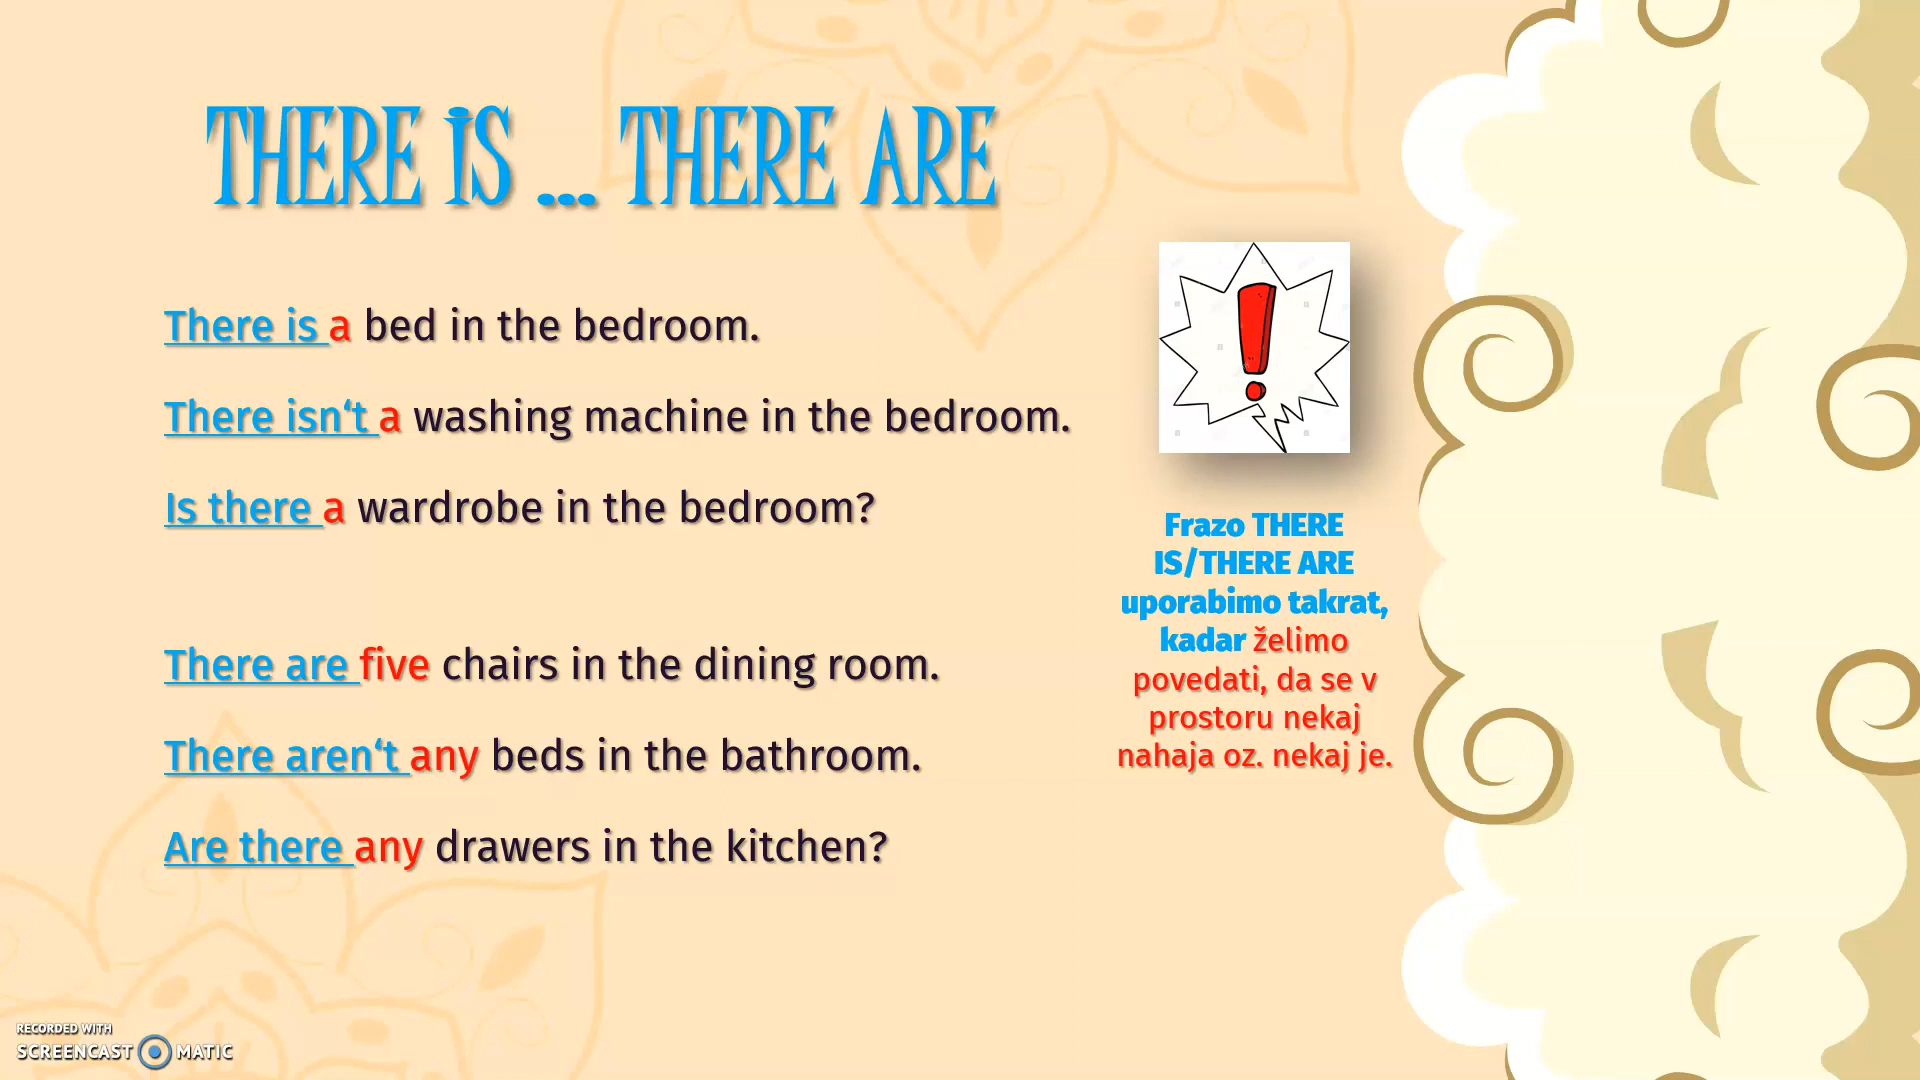 THERE IS ... THERE ARE
There is a bed in the bedroom.
There isn‘t a washing machine in the bedroom.
Is there a wardrobe in the bedroom?
There are five chairs in the dining room.
There aren‘t any beds in the bathroom.
Are there any drawers in the kitchen?
Frazo THERE
IS/THERE ARE
uporabimo takrat,
kadar želimo
povedati, da se v
prostoru nekaj
nahaja oz. nekaj je.
RECORDED WITH
SCREENCAST MATIC